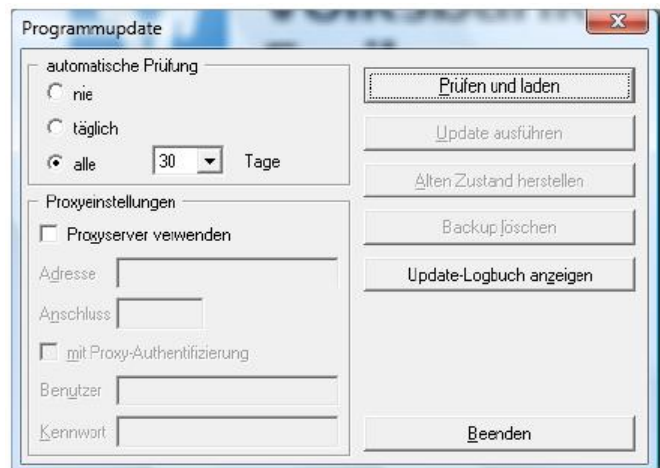 Programmupdate
automatische Prüfung
nie
täglich
alle 30 Tage
Proxyeinstellungen
Proxyserver verwenden
Adresse
Anschluss
mit Proxy-Authentifizierung
Benutzer
Kennwort
Prüfen und laden
Update ausführen
Alten Zustand herstellen
Backup löschen
Update-Logbuch anzeigen
Beenden